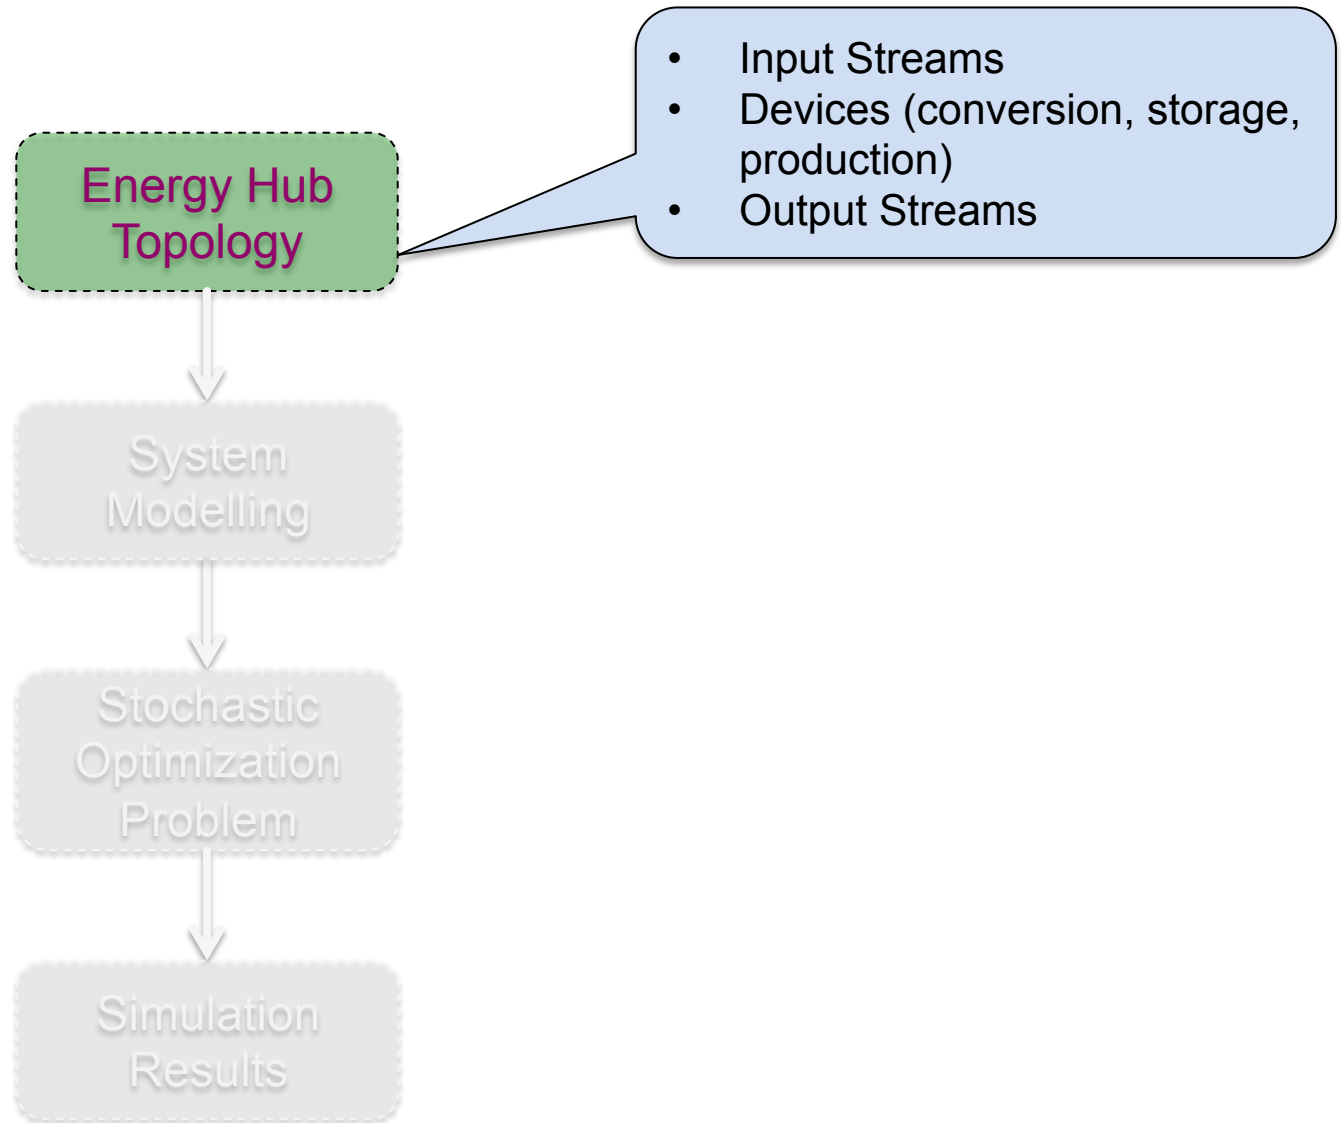 Energy Hub
Topology
• Input Streams
• Devices (conversion, storage,
production)
• Output Streams
System
Modelling
Stochastic
Optimization
Problem
Simulation
Results